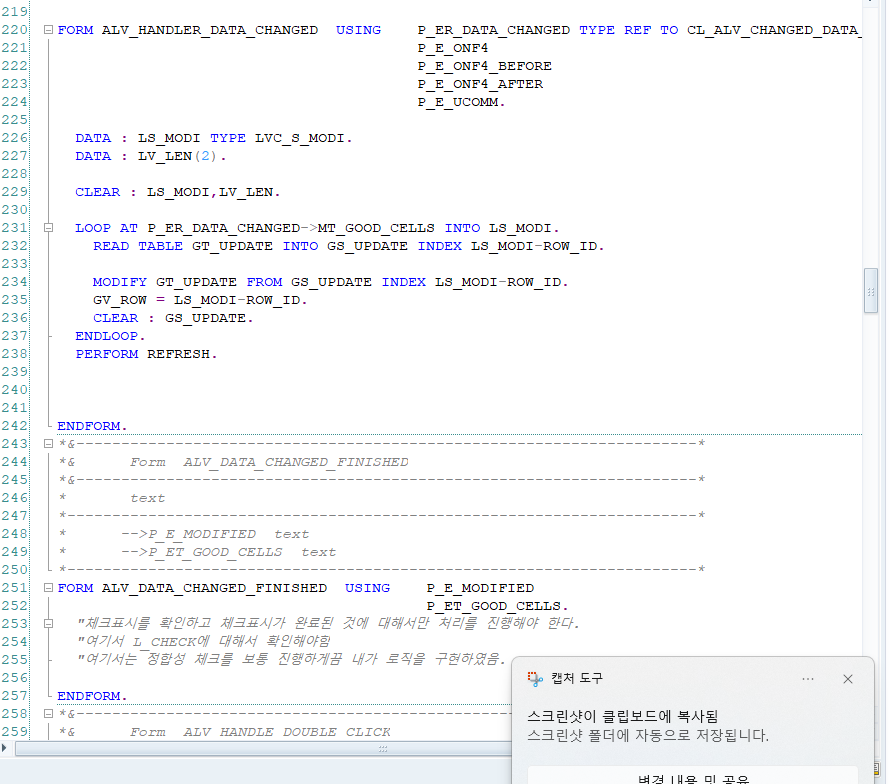 219
220 FORM ALV_HANDLER_DATA_CHANGED  USING    P_ER_DATA_CHANGED TYPE REF TO CL_ALV_CHANGED_DATA_
221                                         P_E_ONF4
222                                         P_E_ONF4_BEFORE
223                                         P_E_ONF4_AFTER
224                                         P_E_UCOMM.
225
226   DATA : LS_MODI TYPE LVC_S_MODI.
227   DATA : LV_LEN(2).
228
229   CLEAR : LS_MODI,LV_LEN.
230
231   LOOP AT P_ER_DATA_CHANGED->MT_GOOD_CELLS INTO LS_MODI.
232     READ TABLE GT_UPDATE INTO GS_UPDATE INDEX LS_MODI-ROW_ID.
233
234     MODIFY GT_UPDATE FROM GS_UPDATE INDEX LS_MODI-ROW_ID.
235     GV_ROW = LS_MODI-ROW_ID.
236     CLEAR : GS_UPDATE.
237   ENDLOOP.
238   PERFORM REFRESH.
239
240
241
242 ENDFORM.
243 *&---------------------------------------------------------------------*
244 *&      Form  ALV_DATA_CHANGED_FINISHED
245 *&---------------------------------------------------------------------*
246 *       text
247 *----------------------------------------------------------------------*
248 *      -->P_E_MODIFIED  text
249 *      -->P_ET_GOOD_CELLS  text
250 *----------------------------------------------------------------------*
251 FORM ALV_DATA_CHANGED_FINISHED  USING    P_E_MODIFIED
252                                          P_ET_GOOD_CELLS.
253   "체크표시를 확인하고 체크표시가 완료된 것에 대해서만 처리를 진행해야 한다.
254   "여기서 L_CHECK에 대해서 확인해야함
255   "여기서는 정합성 체크를 보통 진행하게끔 내가 로직을 구현하였음.
256
257 ENDFORM.
258 *&---------------------------------------------------
259 *&      Form  ALV_HANDLE_DOUBLE_CLICK
캡처 도구
스크린샷이 클립보드에 복사됨
스크린샷 폴더에 자동으로 저장됩니다.
변경 내용 및 공유